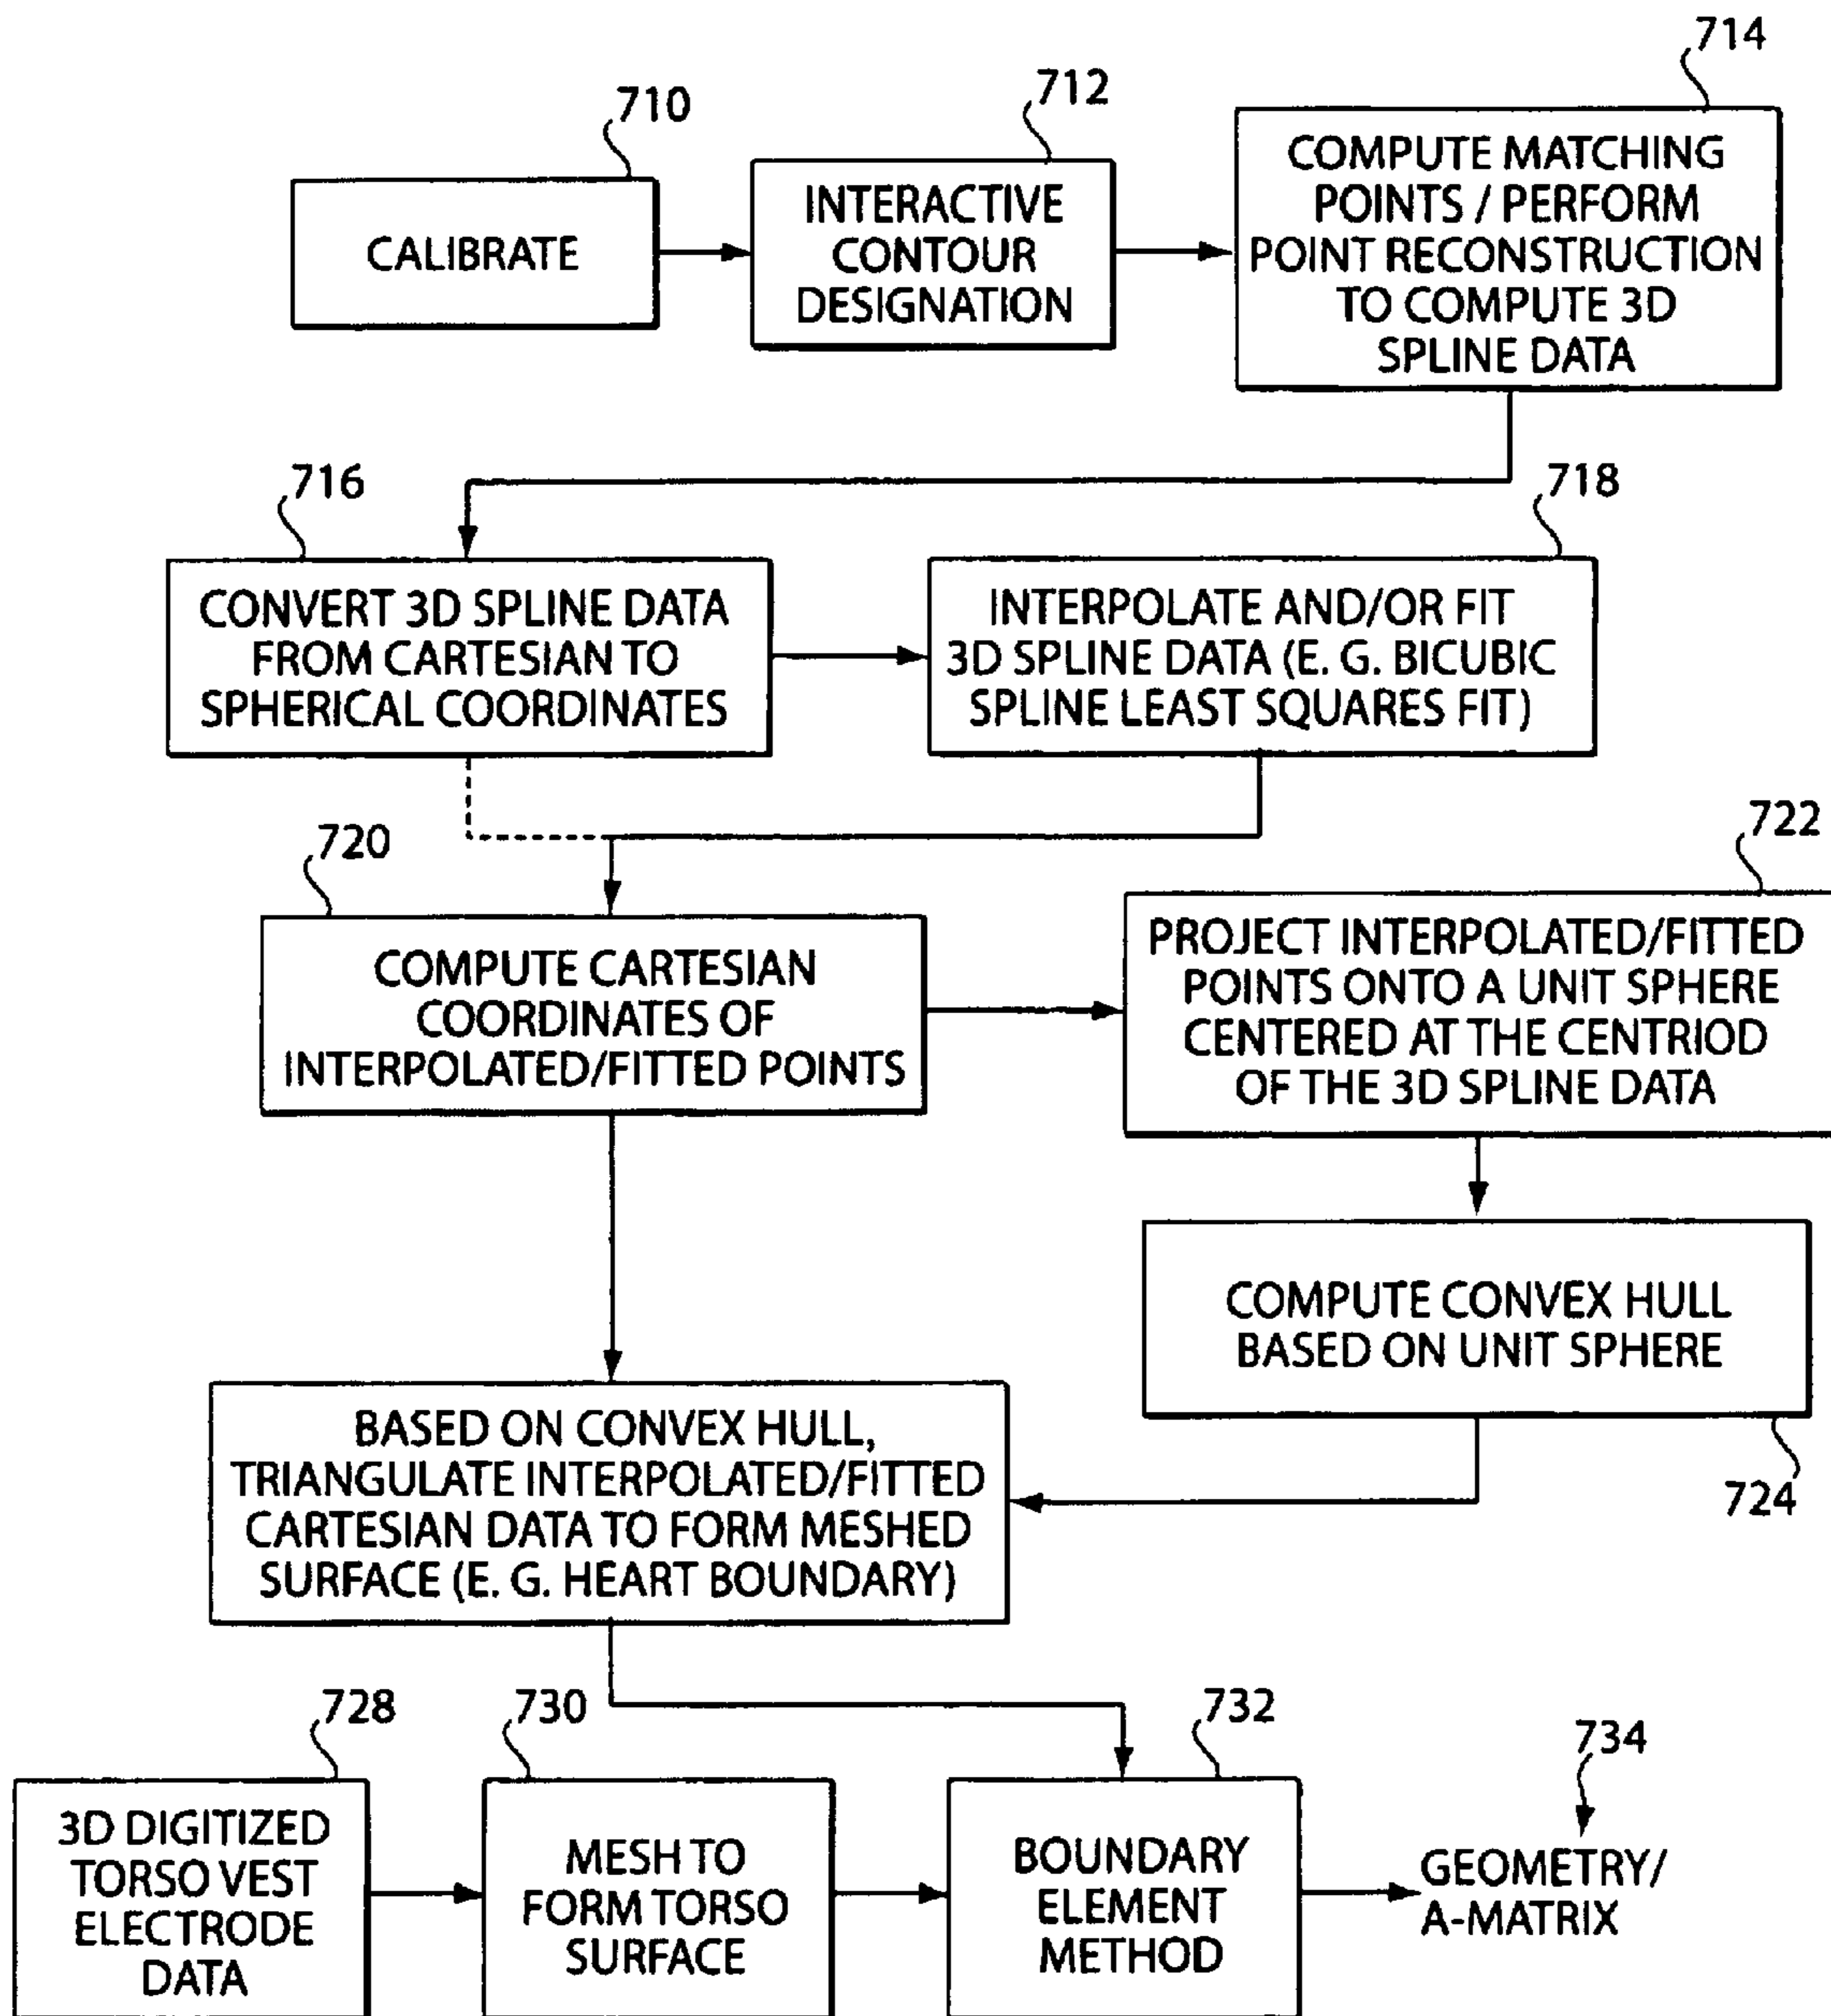 710
CALIBRATE
712
INTERACTIVE
CONTOUR
DESIGNATION
714
COMPUTE MATCHING
POINTS / PERFORM
POINT RECONSTRUCTION
TO COMPUTE 3D
SPLINE DATA
716
CONVERT 3D SPLINE DATA
FROM CARTESIAN TO
SPHERICAL COORDINATES
718
INTERPOLATE AND/OR FIT
3D SPLINE DATA (E. G. BICUBIC
SPLINE LEAST SQUARES FIT)
720
COMPUTE CARTESIAN
COORDINATES OF
INTERPOLATED/FITTED POINTS
722
PROJECT INTERPOLATED/FITTED
POINTS ONTO A UNIT SPHERE
CENTERED AT THE CENTRIOD
OF THE 3D SPLINE DATA
COMPUTE CONVEX HULL
BASED ON UNIT SPHERE
724
BASED ON CONVEX HULL,
TRIANGULATE INTERPOLATED/FITTED
CARTESIAN DATA TO FORM MESHED
SURFACE (E. G. HEART BOUNDARY)
728
3D DIGITIZED
TORSO VEST
ELECTRODE
DATA
730
MESH TO
FORM TORSO
SURFACE
732
BOUNDARY
ELEMENT
METHOD
734
GEOMETRY/
A-MATRIX